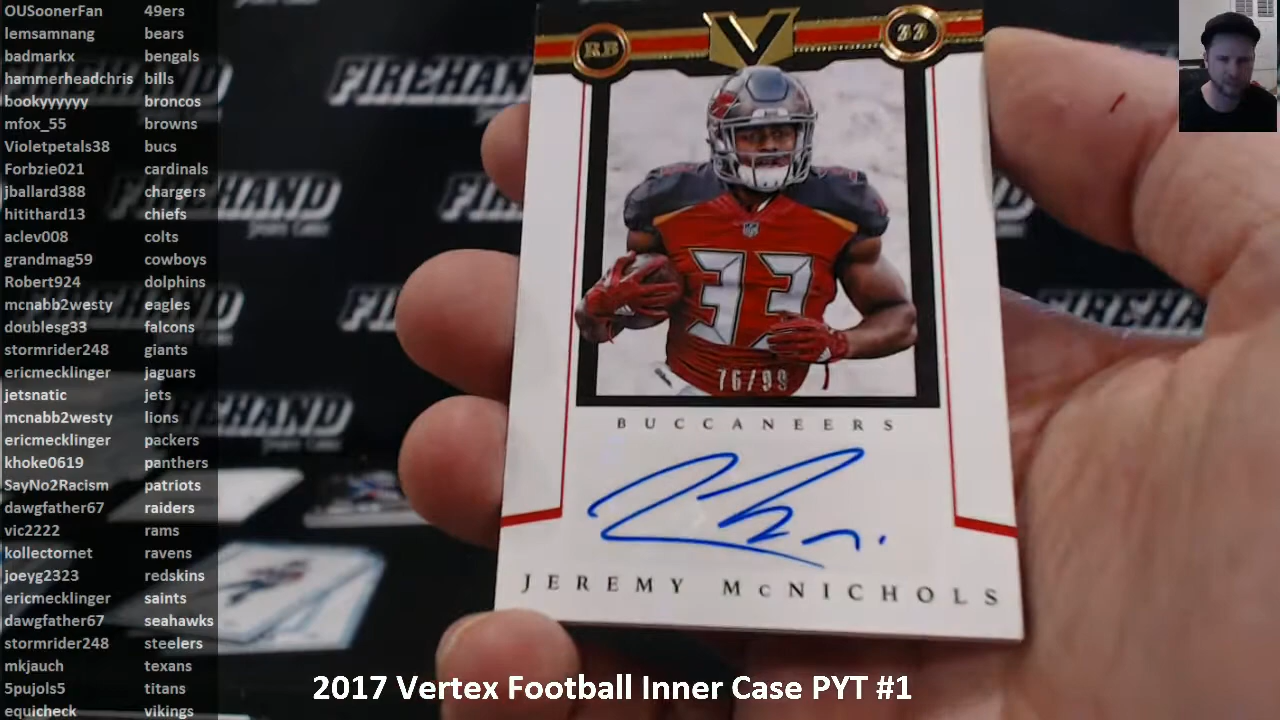 OUSoonerFan 49ers
lemsamnang bears
badmarkx bengals
hammerheadchris bills
bookyyyyyy broncos
mfox_55 browns
Violetpetals38 bucs
Forbzie021 cardinals
jballard388 chargers
hitithard13 chiefs
aclev008 colts
grandmag59 cowboys
Robert924 dolphins
mcnabb2westy eagles
doublesg33 falcons
stormrider248 giants
ericmecklinger jaguars
jetsnatic jets
mcnabb2westy lions
ericmecklinger packers
khoke0619 panthers
SayNo2Racism patriots
dawgfather67 raiders
vic2222 rams
kollectornet ravens
joeyg2323 redskins
ericmecklinger saints
dawgfather67 seahawks
stormrider248 steelers
mkjauch texans
5pujols5 titans
equicheck vikings
RB V 33
33
76/99
BUCCANEERS
JEREMY McNICHOLS
FIREHAND
FIREHAND
FIREHAND
FIREHAND
2017 Vertex Football Inner Case PYT #1